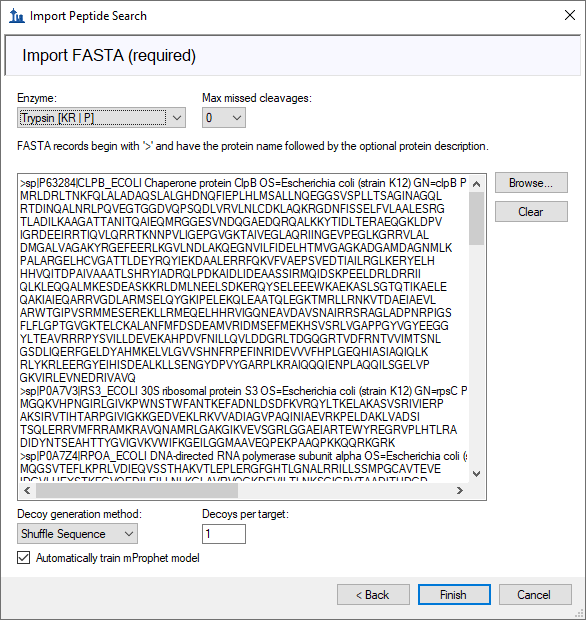 Import Peptide Search
Import FASTA (required)
Enzyme:
Max missed cleavages:
Trypsin [KR | P]
0
FASTA records begin with '>' and have the protein name followed by the optional protein description.
>sp|P63284|CLPB_ECOLI Chaperone protein ClpB OS=Escherichia coli (strain K12) GN=clpB P
MRLDRLTNKFQLALADAQSLALGHDNQFIEPLHLMSALLNQEGGSVSPLLTSAGINAGQL
RTDINQALNRLPQVEGTGGDVQPSQDLVRVLNLCDKLAQKRGDNFISSELFVLAALESRG
TLADILKAAGATTANITQAIEQMRGGESVNDQGAEDQRQALKKYTIDLTERAEQGKLDPV
IGRDEEIRRTIQVLQRRTKNNPVLIGEPGVGKTAIVEGLAQRIINGEVPEGLKGRRVLAL
DMGALVAGAKYRGEFEERLKGVLNDLAKQEGNVILFIDELHTMVGAGKADGAMDAGNMLK
PALARGELHCVGATTLDEYRQYIEKDAALERRFQKVFVAEPSVEDTIAILRGLKERYELH
HHVQITDPAIVAAATLSHRYIADRQLPDKAIDLIDEAASSIRMQIDSKPEELDRLDRRII
QLKLEQQALMKESDEASKKRLDMLNEELSDKERQYSELEEEWKAEKASLSGTQTIKAELE
QAKIAIEQARRVGDLARMSELQYGKIPELEKQLEAATQLEGKTMRLLRNKVTDAEIAEVL
ARWTGIPVSRMMESEREKLLRMEQELHHRVIGQNEAVDAVSNAIRRSRAGLADPNRPIGS
FLFLGPTGVGKTELCKALANFMFDSDEAMVRIDMSEFMEKHSVSRLVGAPPGYVGYEEGG
YLTEAVRRRPYSVILLDEVEKAHPDVFNILLQVLDDGRLTDGQGRTVDFRNTVVIMTSNL
GSDLIQERFGELDYAHMKELVLGVVSHNFRPEFINRIDEVVVFHPLGEQHIASIAQIQLK
RLYKRLEERGYEIHISDEALKLLSENGYDPVYGARPLKRAIQQQIENPLAQQILSGELVP
GKVIRLEVNEDRIVAVQ
>sp|P0A7V3|RS3_ECOLI 30S ribosomal protein S3 OS=Escherichia coli (strain K12) GN=rpsC P
MGQKVHPNGIRLGIVKPWNSTWFANTKEFADNLDSDFKVRQYLTKELAKASVSRIVIERP
AKSIRVTIHTARPGIVIGKKGEDVEKLRKVVADIAGVPAQINIAEVRKPELDAKLVADSI
TSQLERRVMFRRAMKRAVQNAMRLGAKGIKVEVSGRLGGAEIARTEWYREGRVPLHTLRA
DIDYNTSEAHTTYGVIGVKVWIFKGEILGGMAAVEQPEKPAAQPKKQQRKGRK
>sp|P0A7Z4|RPOA_ECOLI DNA-directed RNA polymerase subunit alpha OS=Escherichia coli (s
MQGSVTEFLKPRLVDIEQVSSTHAKVTLEPLERGFGHTLGNALRRILLSSMPGCAVTEVE
Browse...
Clear
Decoy generation method:
Decoys per target:
Shuffle Sequence
1
Automatically train mProphet model
< Back
Finish
Cancel